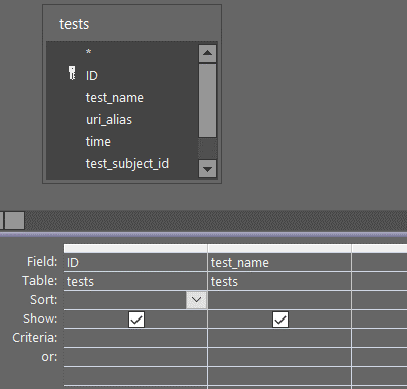 tests
*
ID
test_name
uri_alias
time
test_subject_id
Field: ID test_name
Table: tests tests
Sort:
Show:
Criteria:
or: